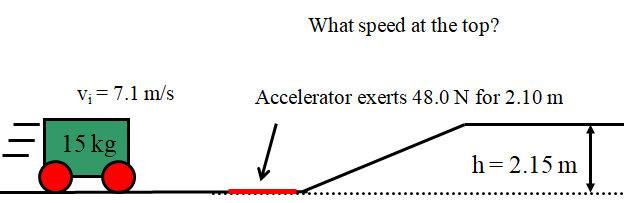 What speed at the top?
vᵢ = 7.1 m/s
Accelerator exerts 48.0 N for 2.10 m
15 kg
h = 2.15 m